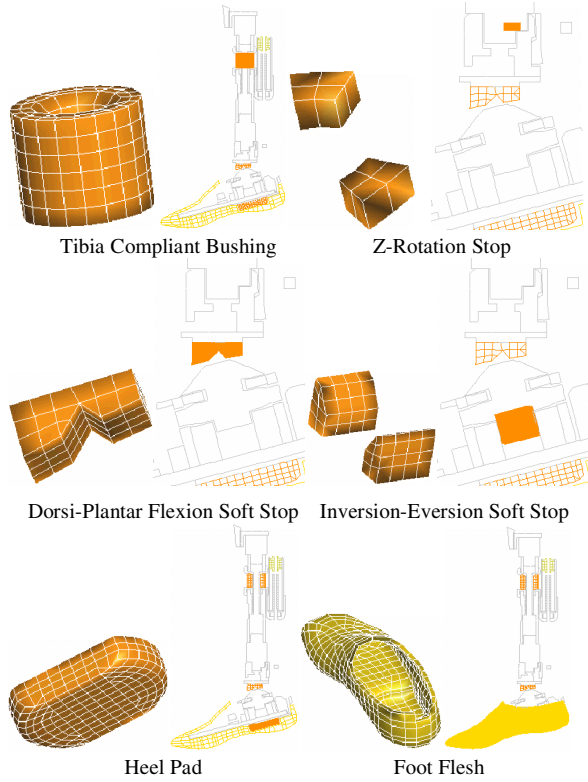 Tibia Compliant Bushing
Z-Rotation Stop
Dorsi-Plantar Flexion Soft Stop
Inversion-Eversion Soft Stop
Heel Pad
Foot Flesh